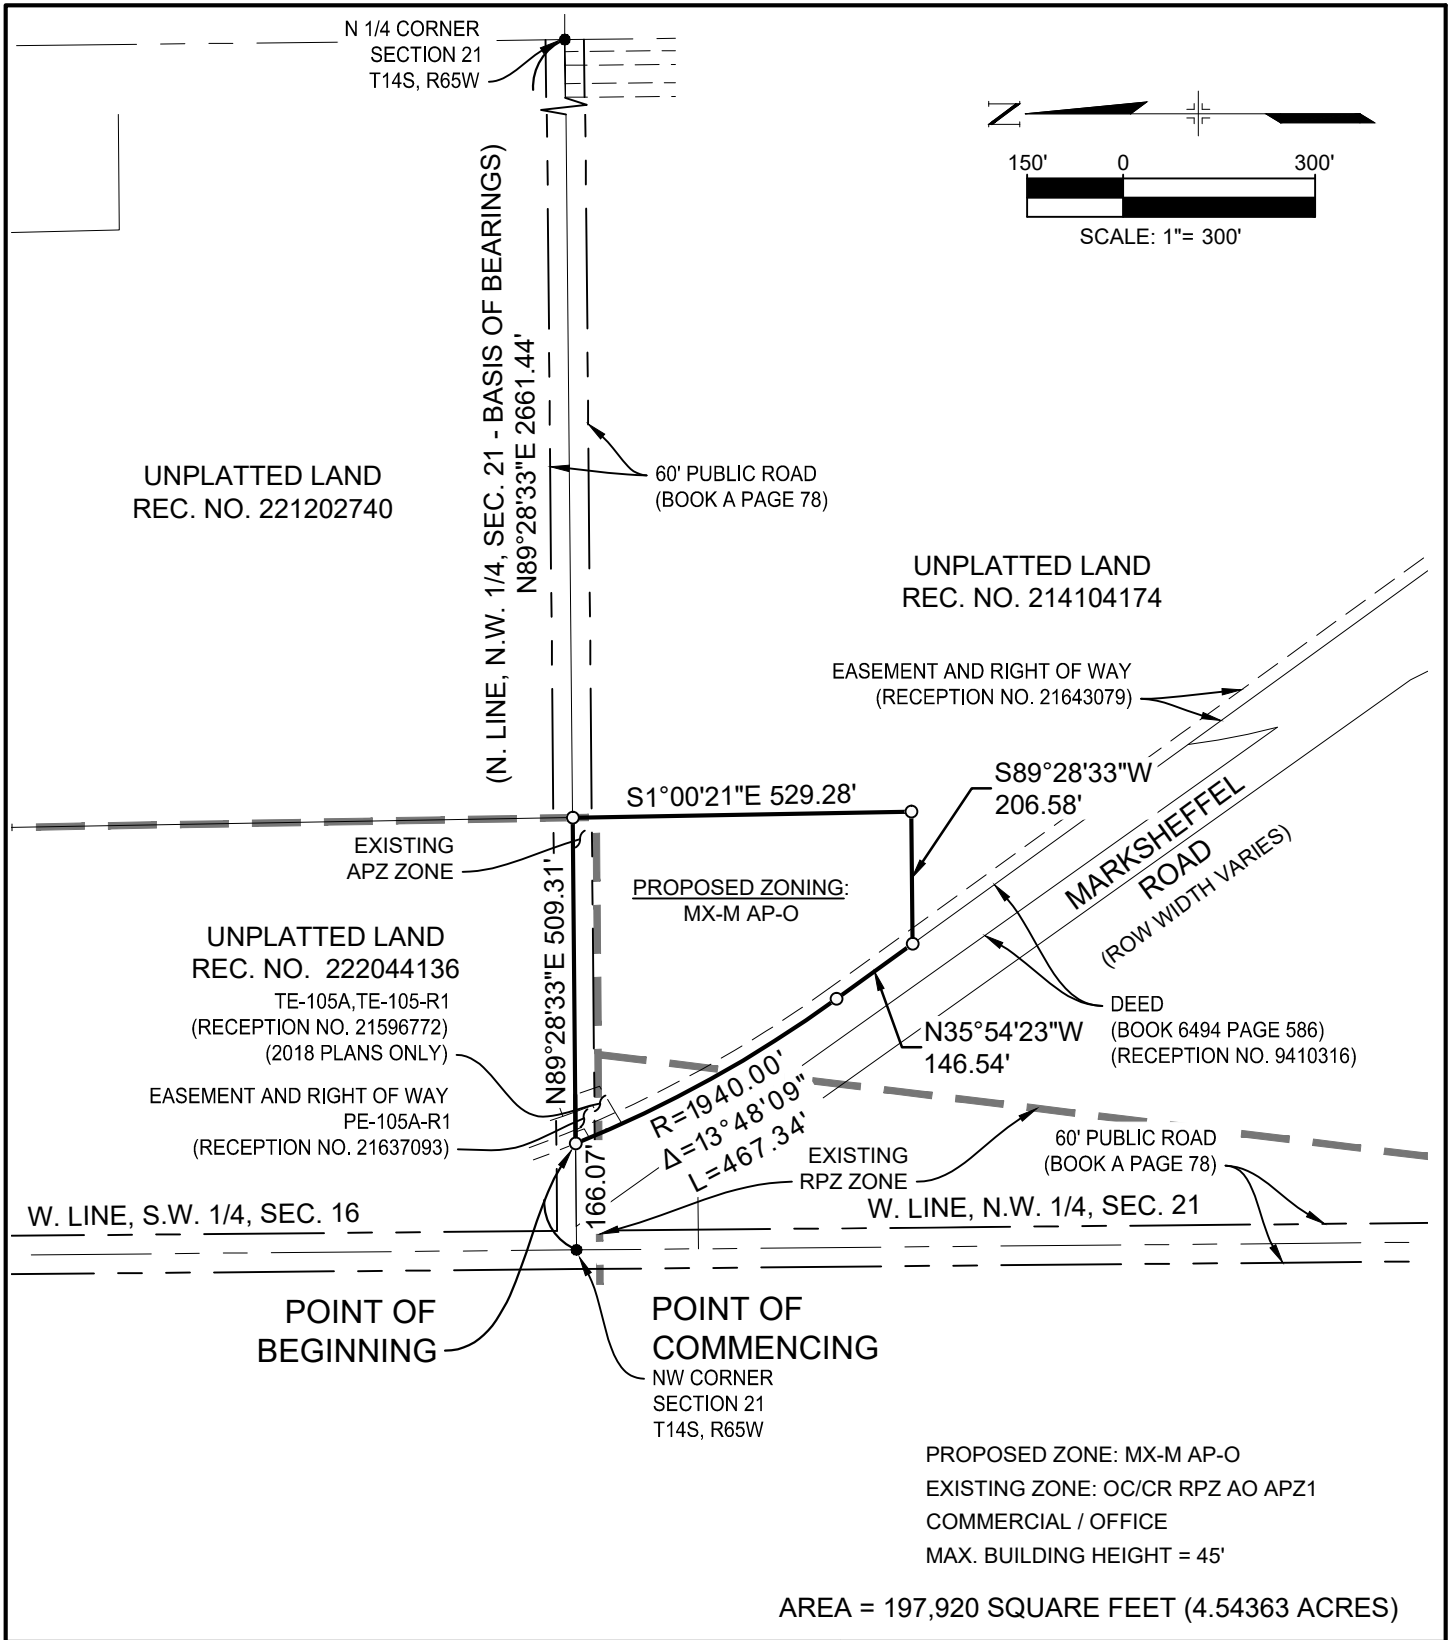 N 1/4 CORNER
SECTION 21
T14S, R65W
N
150' 0 300'
SCALE: 1"= 300'
(N. LINE, N.W. 1/4, SEC. 21 - BASIS OF BEARINGS)
N89°28'33"E 2661.44'
UNPLATTED LAND
REC. NO. 221202740
60' PUBLIC ROAD
(BOOK A PAGE 78)
UNPLATTED LAND
REC. NO. 214104174
EASEMENT AND RIGHT OF WAY
(RECEPTION NO. 21643079)
S89°28'33"W
206.58'
S1°00'21"E 529.28'
MARKSHEFFEL
ROAD
(ROW WIDTH VARIES)
EXISTING
APZ ZONE
PROPOSED ZONING:
MX-M AP-O
N89°28'33"E 509.31'
UNPLATTED LAND
REC. NO. 222044136
TE-105A,TE-105-R1
(RECEPTION NO. 21596772)
(2018 PLANS ONLY)
EASEMENT AND RIGHT OF WAY
PE-105A-R1
(RECEPTION NO. 21637093)
DEED
(BOOK 6494 PAGE 586)
(RECEPTION NO. 9410316)
N35°54'23"W
146.54'
R=1940.00'
Δ=13°48'09"
L=467.34'
166.07'
EXISTING
RPZ ZONE
60' PUBLIC ROAD
(BOOK A PAGE 78)
W. LINE, S.W. 1/4, SEC. 16
W. LINE, N.W. 1/4, SEC. 21
POINT OF
BEGINNING
POINT OF
COMMENCING
NW CORNER
SECTION 21
T14S, R65W
PROPOSED ZONE: MX-M AP-O
EXISTING ZONE: OC/CR RPZ AO APZ1
COMMERCIAL / OFFICE
MAX. BUILDING HEIGHT = 45'
AREA = 197,920 SQUARE FEET (4.54363 ACRES)